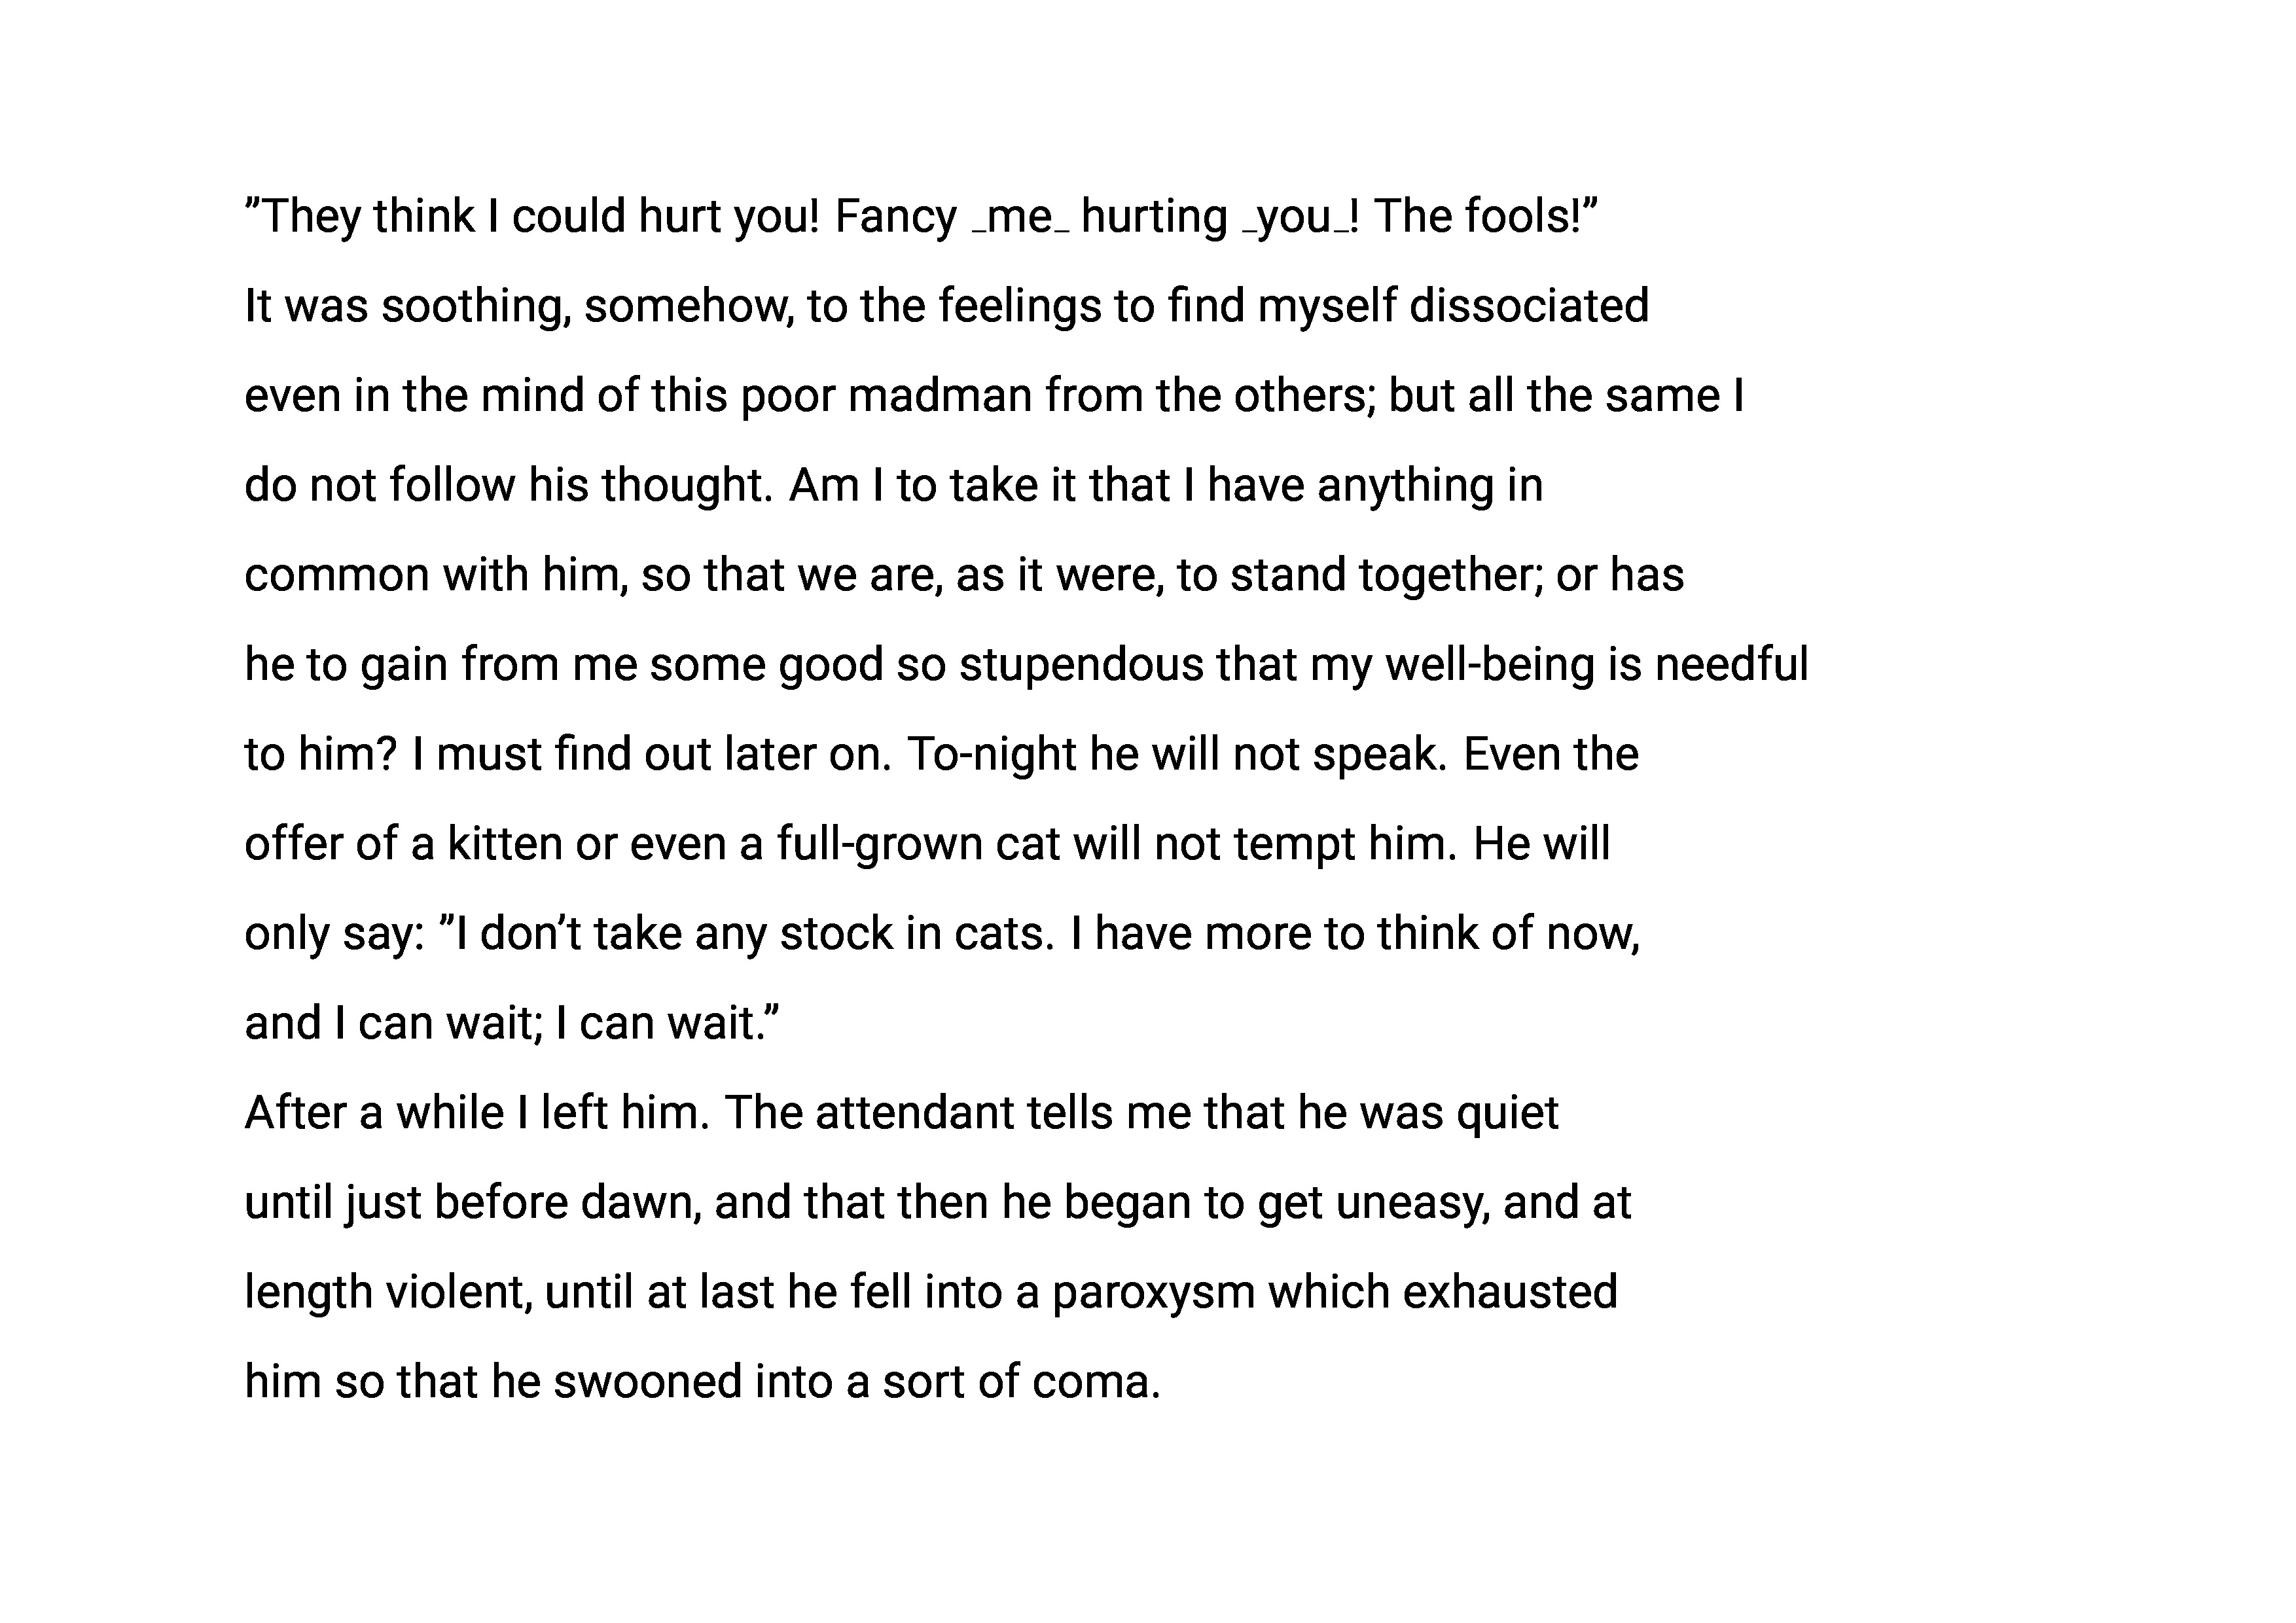 ”They think I could hurt you! Fancy _me_ hurting _you_! The fools!”
It was soothing, somehow, to the feelings to find myself dissociated
even in the mind of this poor madman from the others; but all the same I
do not follow his thought. Am I to take it that I have anything in
common with him, so that we are, as it were, to stand together; or has
he to gain from me some good so stupendous that my well-being is needful
to him? I must find out later on. To-night he will not speak. Even the
offer of a kitten or even a full-grown cat will not tempt him. He will
only say: ”I don’t take any stock in cats. I have more to think of now,
and I can wait; I can wait.”
After a while I left him. The attendant tells me that he was quiet
until just before dawn, and that then he began to get uneasy, and at
length violent, until at last he fell into a paroxysm which exhausted
him so that he swooned into a sort of coma.